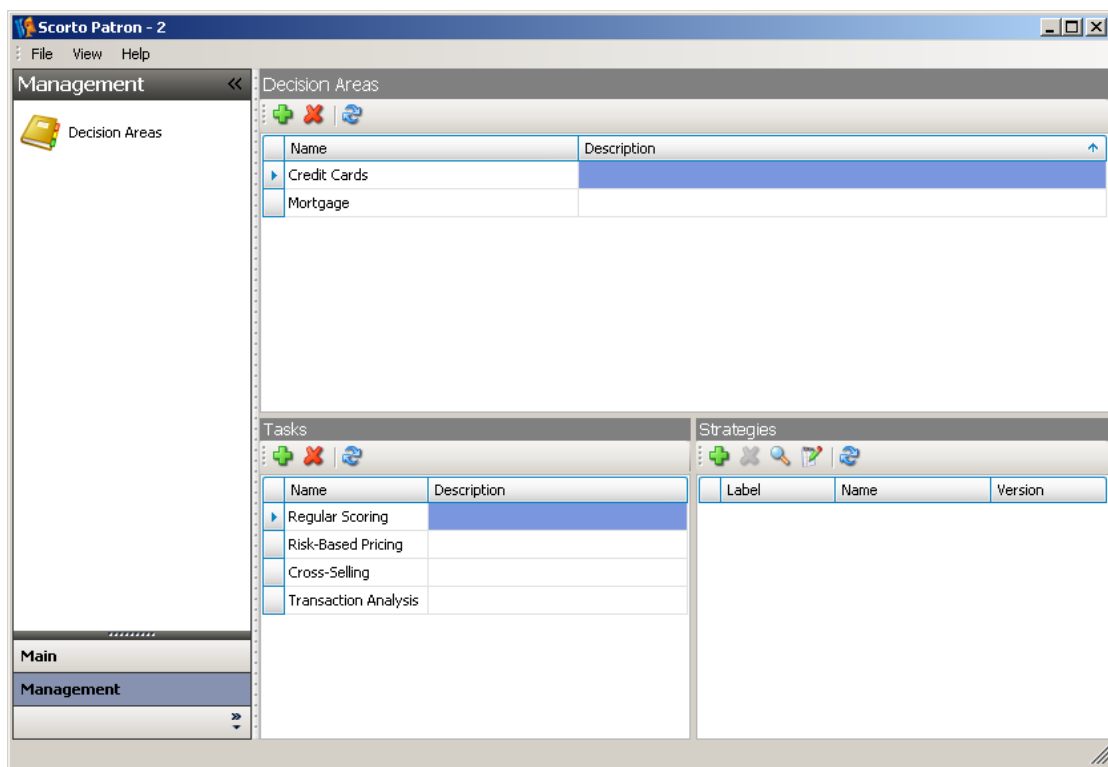 Scorto Patron - 2
File View Help
Management
Decision Areas
Decision Areas
Name Description
Credit Cards
Mortgage
Tasks
Name Description
Regular Scoring
Risk-Based Pricing
Cross-Selling
Transaction Analysis
Strategies
Label Name Version
Main
Management